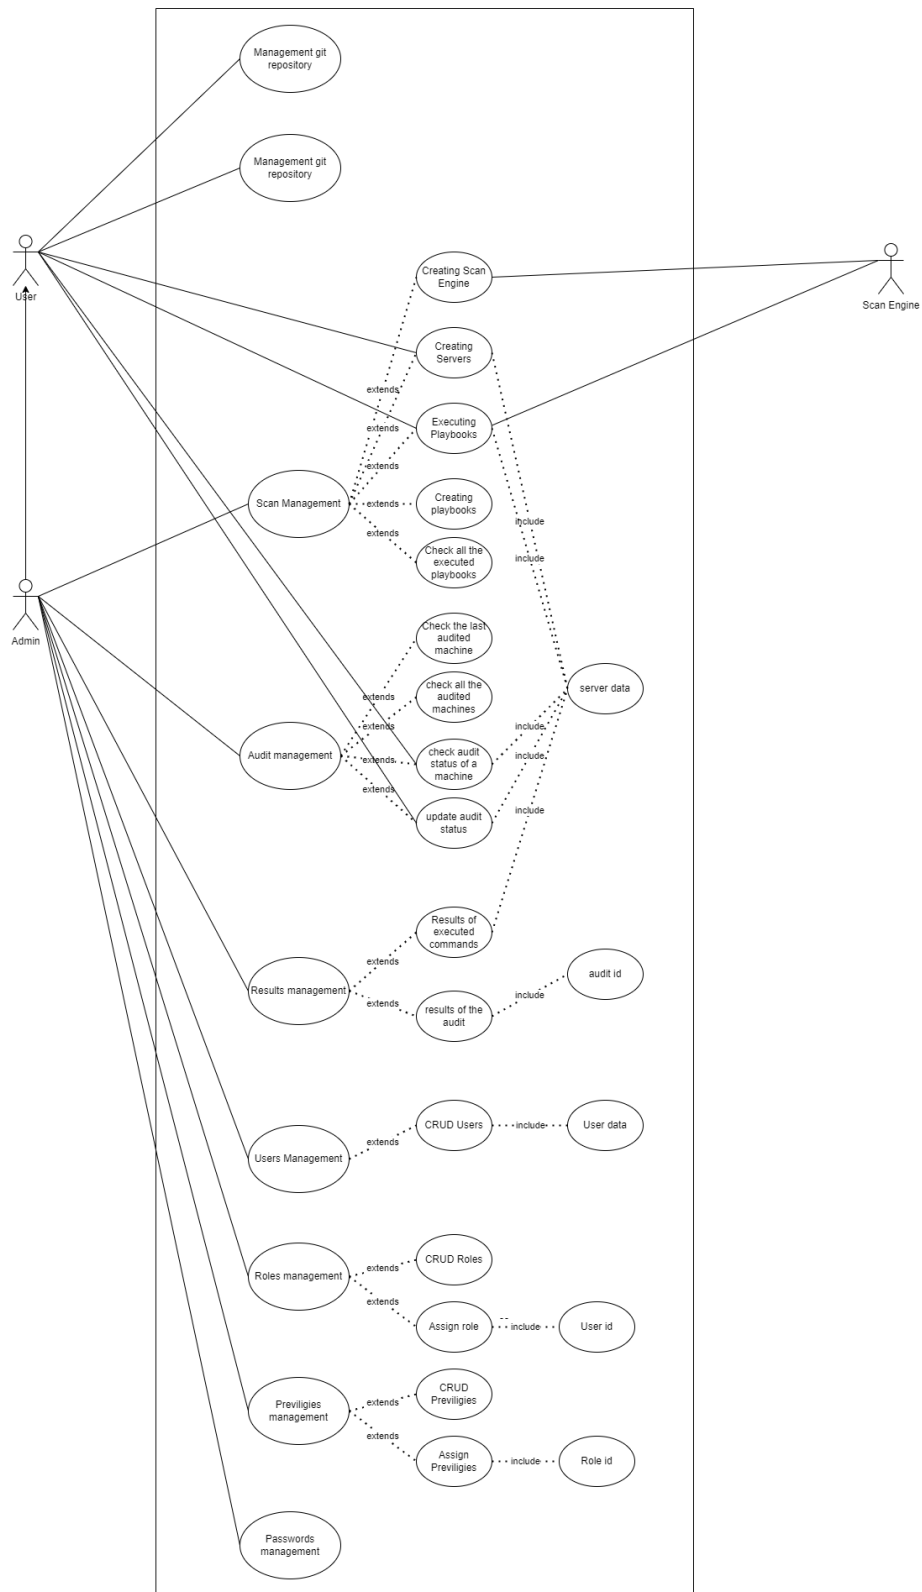 Management git
repository
Management git
repository
User
Creating Scan
Engine
Scan Engine
Creating
Servers
extends
Executing
Playbooks
extends
extends
Scan Management
Creating
playbooks
extends
include
extends
Check all the
executed
playbooks
include
Admin
Check the last
audited
machine
check all the
audited
machines
extends
server data
extends
include
Audit management
check audit
status of a
machine
extends
include
extends
update audit
status
include
Results of
executed
commands
extends
audit id
Results management
extends
results of the
audit
include
CRUD Users
include
User data
extends
Users Management
CRUD Roles
extends
Roles management
extends
Assign role
--
include
User id
CRUD
Previligies
extends
Previligies
management
extends
Assign
Previligies
include
Role id
Passwords
management